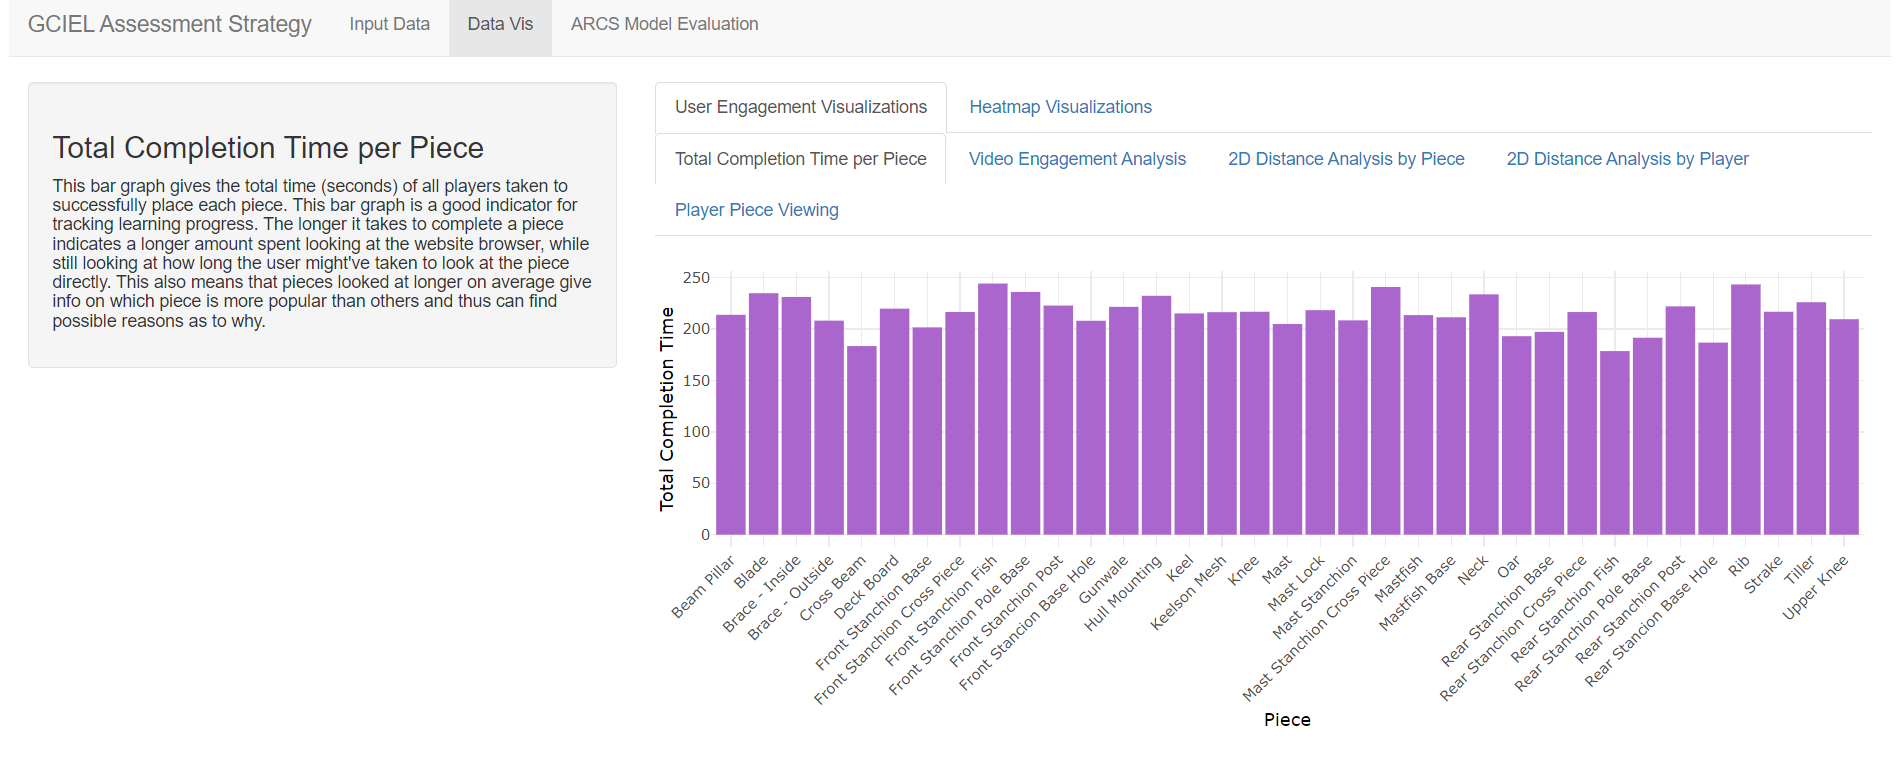 GCIEL Assessment Strategy Input Data Data Vis ARCS Model Evaluation
Total Completion Time per Piece
This bar graph gives the total time (seconds) of all players taken to
successfully place each piece. This bar graph is a good indicator for
tracking learning progress. The longer it takes to complete a piece
indicates a longer amount spent looking at the website browser, while
still looking at how long the user might've taken to look at the piece
directly. This also means that pieces looked at longer on average give
info on which piece is more popular than others and thus can find
possible reasons as to why.
User Engagement Visualizations Heatmap Visualizations
Total Completion Time per Piece Video Engagement Analysis 2D Distance Analysis by Piece 2D Distance Analysis by Player
Player Piece Viewing
Total Completion Time
250
200
150
100
50
0
Beam Pillar
Blade
Brace - Inside
Brace - Outside
Cross Beam
Deck Board
Front Stanchion Base
Front Stanchion Cross Piece
Front Stanchion Fish
Front Stanchion Pole Base
Front Stanchion Post
Front Stancion Base Hole
Gunwale
Hull Mounting
Keel
Keelson Mesh
Knee
Mast
Mast Lock
Mast Stanchion
Mast Stanchion Cross Piece
Mastfish
Mastfish Base
Neck
Oar
Rear Stanchion Base
Rear Stanchion Cross Piece
Rear Stanchion Fish
Rear Stanchion Pole Base
Rear Stanchion Post
Rear Stancion Base Hole
Rib
Strake
Tiller
Upper Knee
Piece